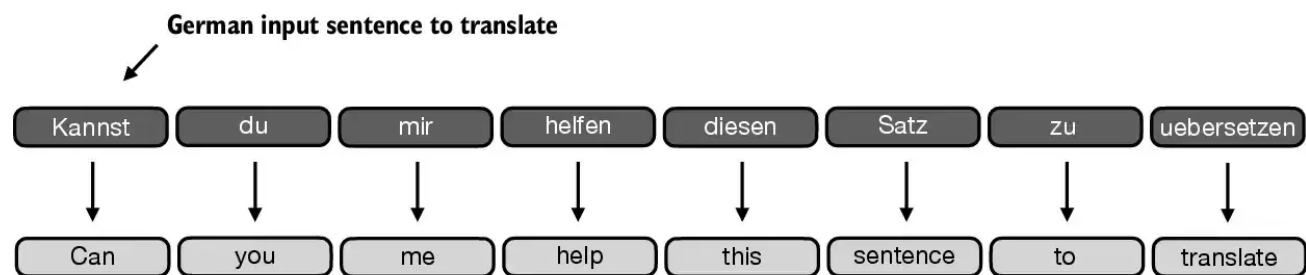 German input sentence to translate
Kannst du mir helfen diesen Satz zu uebersetzen
Can you me help this sentence to translate